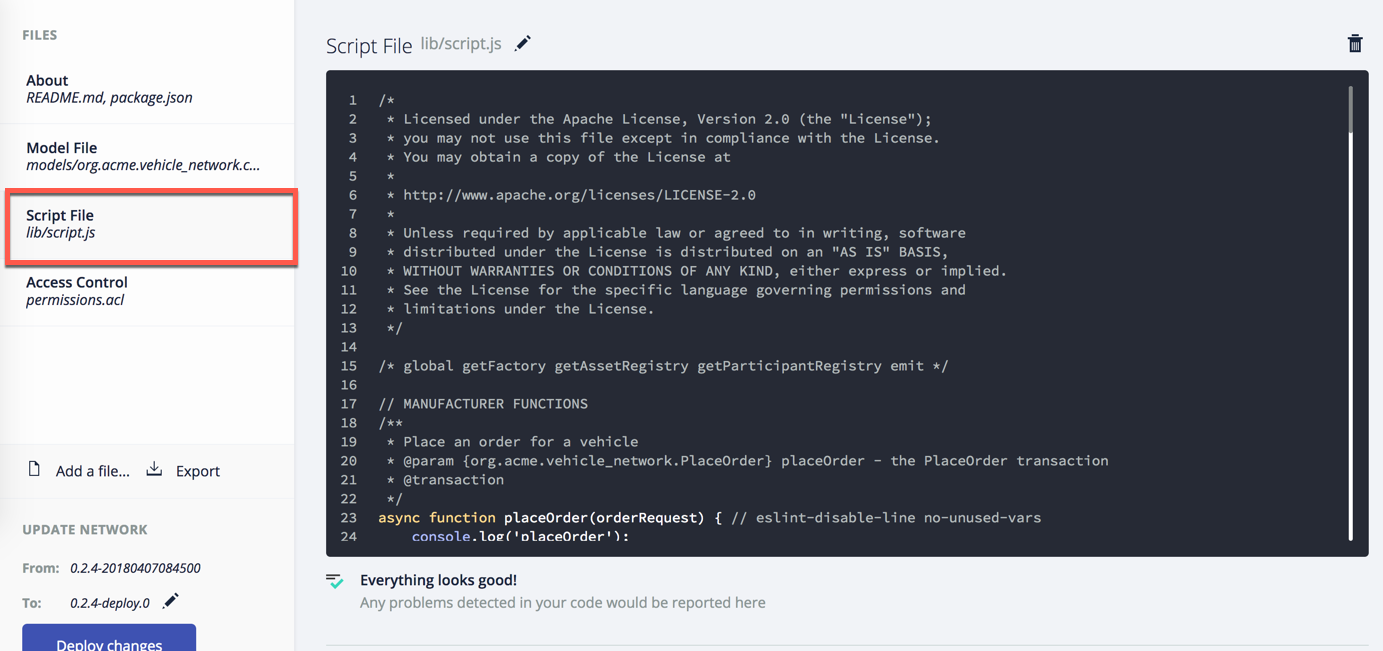 FILES
About
README.md, package.json
Model File
models/org.acme.vehicle_network.c...
Script File
lib/script.js
Access Control
permissions.acl
Add a file... Export
UPDATE NETWORK
From: 0.2.4-20180407084500
To: 0.2.4-deploy.0
Deploy changes
Script File lib/script.js
1 /*
2  * Licensed under the Apache License, Version 2.0 (the "License");
3  * you may not use this file except in compliance with the License.
4  * You may obtain a copy of the License at
5  *
6  * http://www.apache.org/licenses/LICENSE-2.0
7  *
8  * Unless required by applicable law or agreed to in writing, software
9  * distributed under the License is distributed on an "AS IS" BASIS,
10  * WITHOUT WARRANTIES OR CONDITIONS OF ANY KIND, either express or implied.
11  * See the License for the specific language governing permissions and
12  * limitations under the License.
13  */
14
15 /* global getFactory getAssetRegistry getParticipantRegistry emit */
16
17 // MANUFACTURER FUNCTIONS
18 /**
19  * Place an order for a vehicle
20  * @param {org.acme.vehicle_network.PlaceOrder} placeOrder - the PlaceOrder transaction
21  * @transaction
22  */
23 async function placeOrder(orderRequest) { // eslint-disable-line no-unused-vars
24     console.log('placeOrder');
Everything looks good!
Any problems detected in your code would be reported here